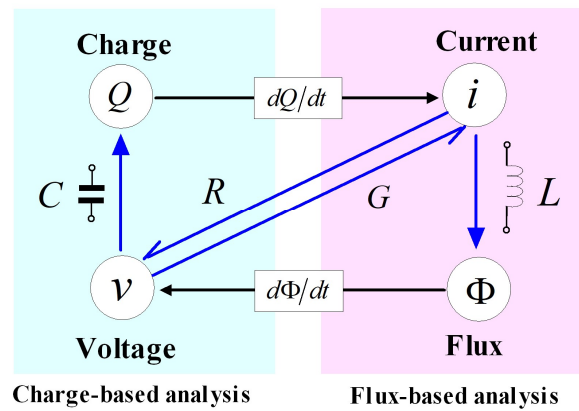 Charge
Current
Q
dQ/dt
i
C
R
G
L
v
dΦ/dt
Φ
Voltage
Flux
Charge-based analysis
Flux-based analysis